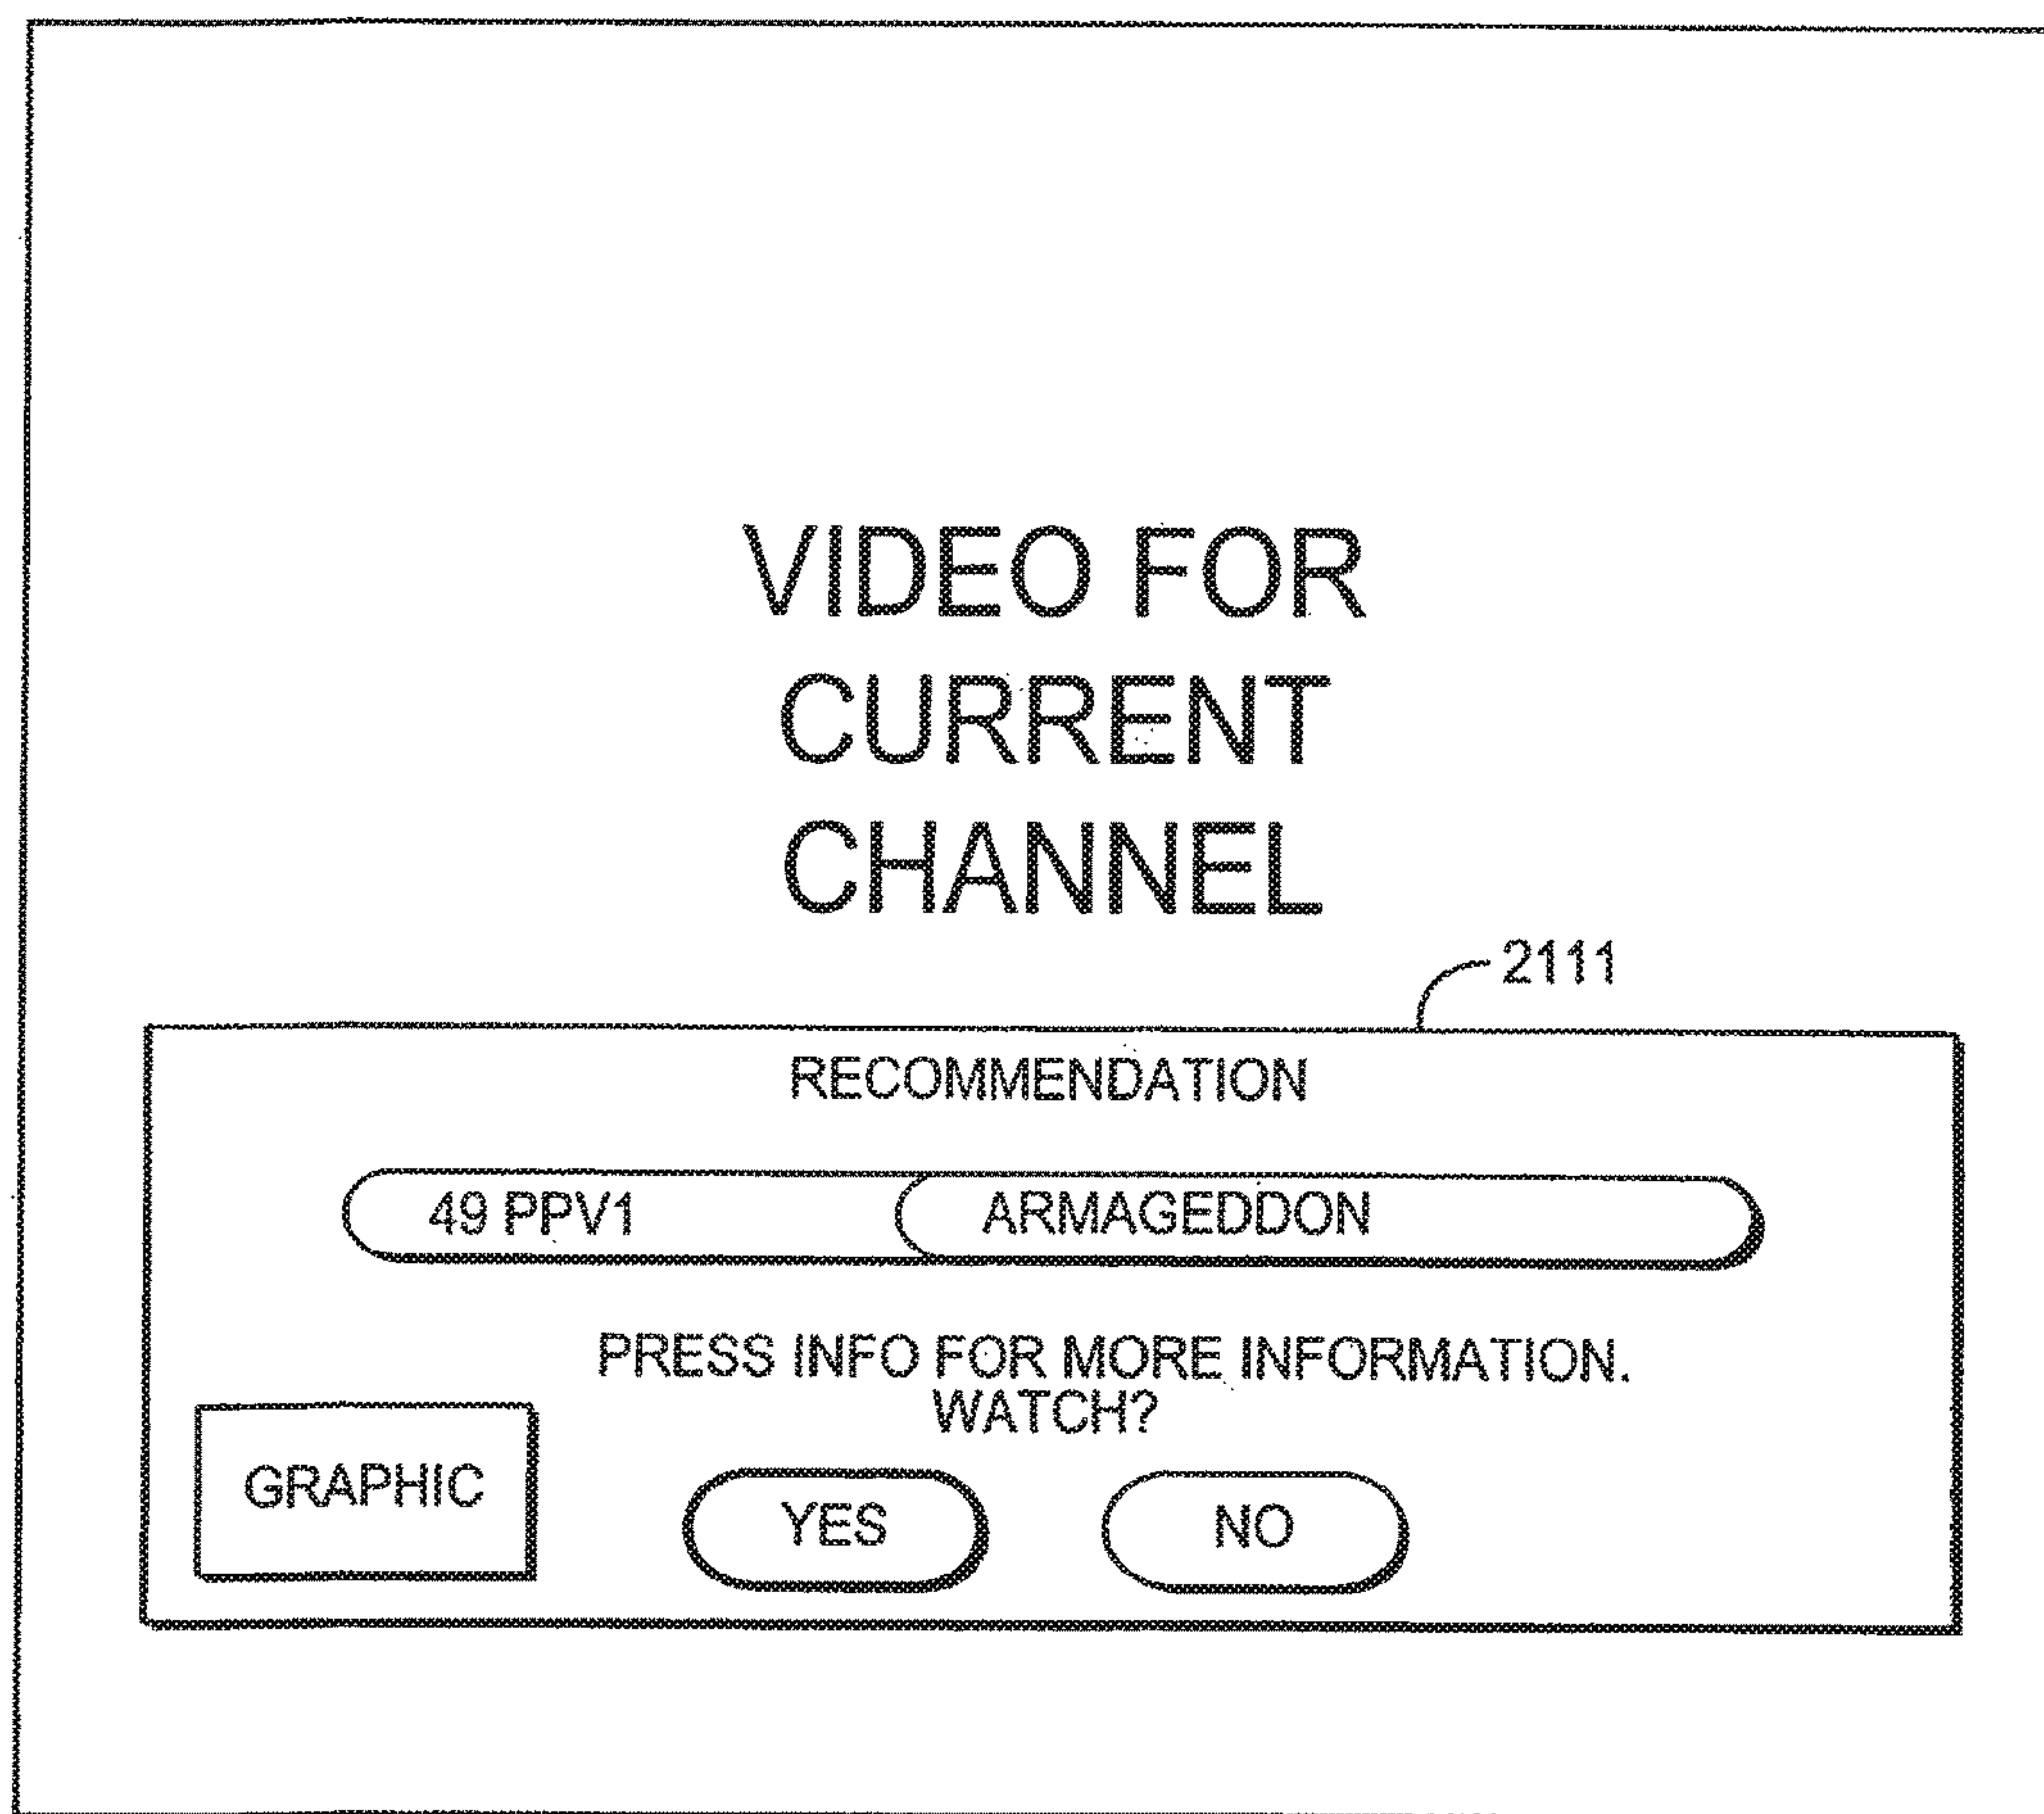 VIDEO FOR
CURRENT
CHANNEL
2111
RECOMMENDATION
49 PPV1 ARMAGEDDON
PRESS INFO FOR MORE INFORMATION.
WATCH?
GRAPHIC
YES NO